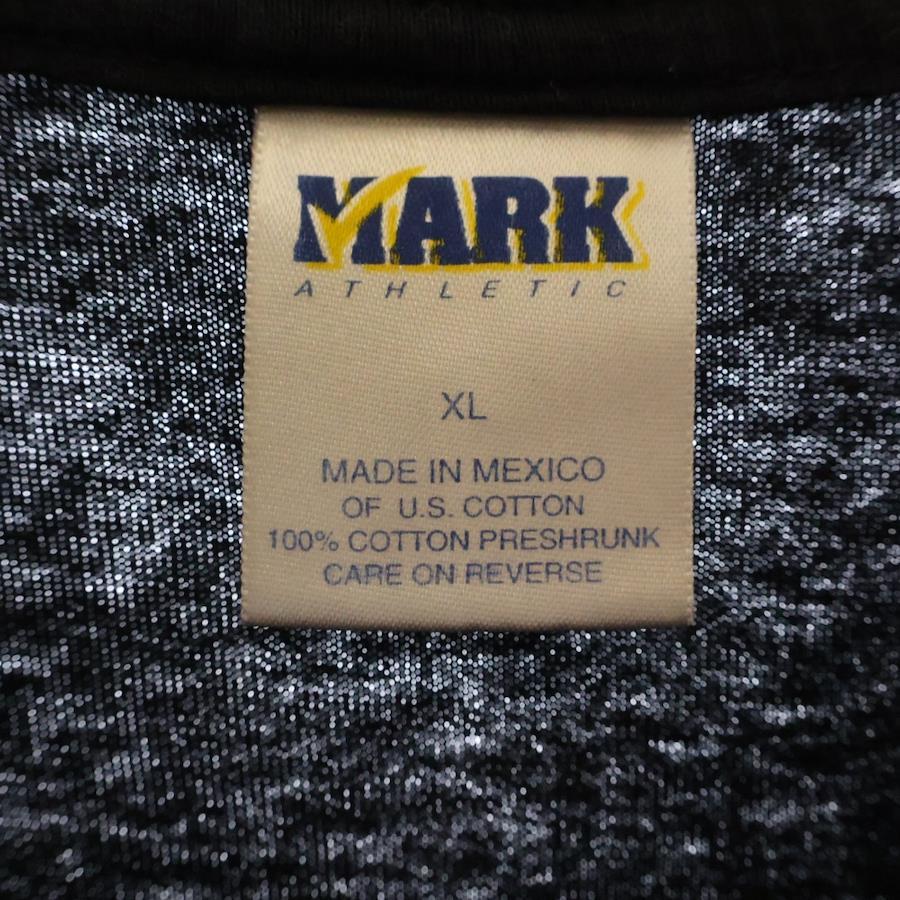 MARK
ATHLETIC
XL
MADE IN MEXICO
OF U.S. COTTON
100% COTTON PRESHRUNK
CARE ON REVERSE